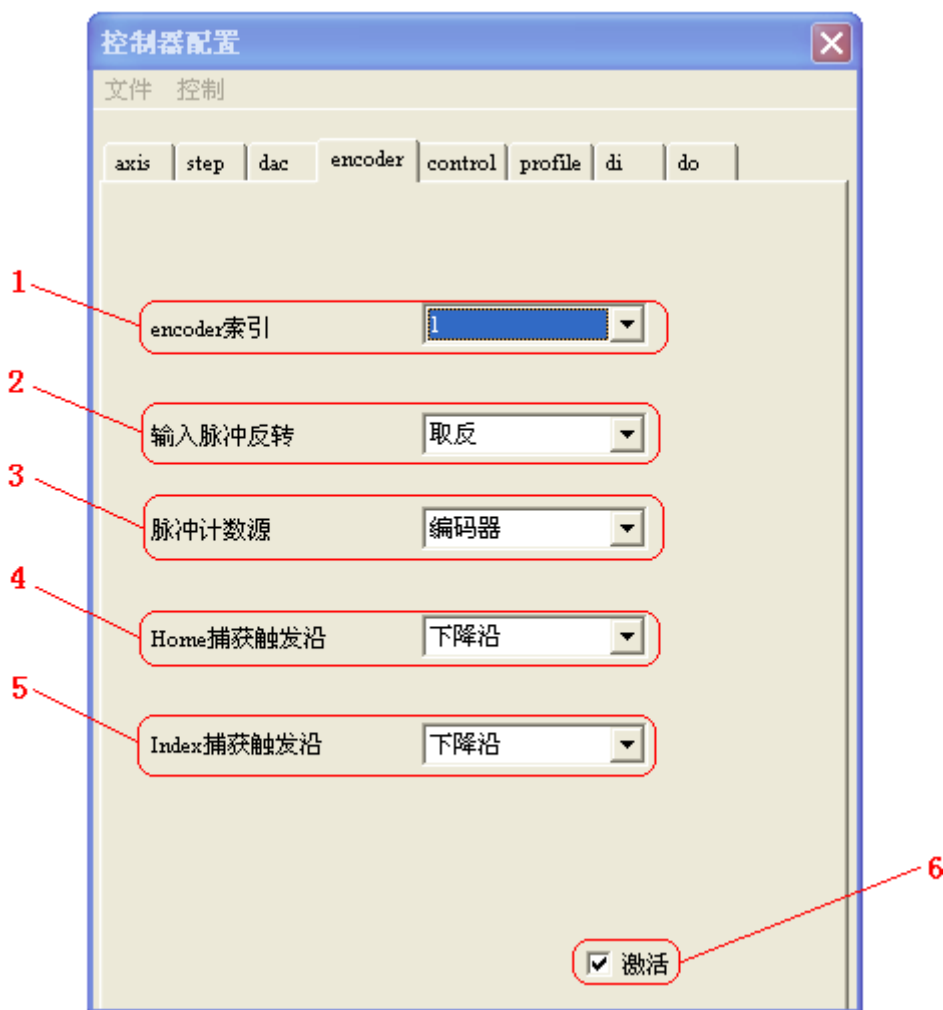 控制器配置
文件 控制
axis step dac encoder control profile di do
1
encoder索引 1
2
输入脉冲反转 取反
3
脉冲计数源 编码器
4
Home捕获触发沿 下降沿
5
Index捕获触发沿 下降沿
6
激活